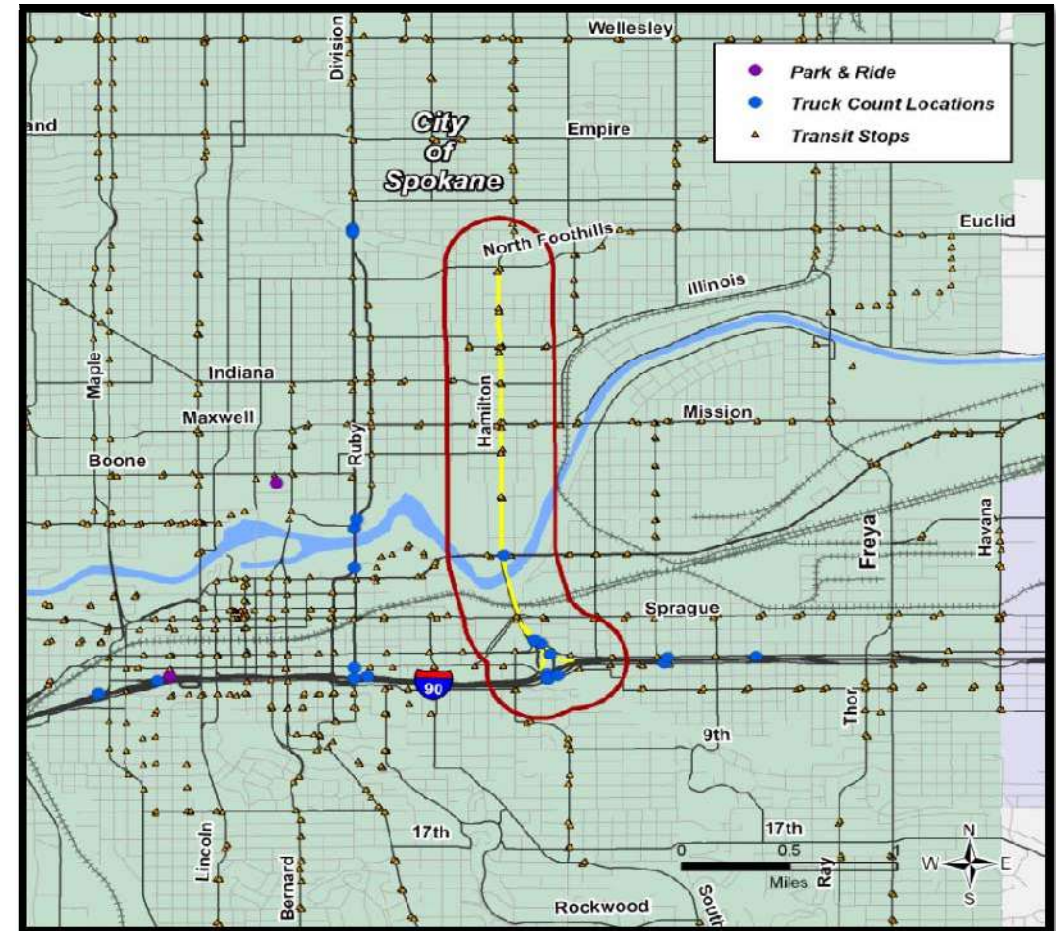 Wellesley
Division
Park & Ride
Truck Count Locations
Transit Stops
and
City
of
Spokane
Empire
Euclid
North Foothills
Illinois
Maple
Indiana
Hamilton
Maxwell
Mission
Ruby
Boone
Freya
Havana
Sprague
90
Thor
9th
17th
17th
0 0.5 1
Miles
Ray
N
W E
S
Lincoln
Bernard
Rockwood
South